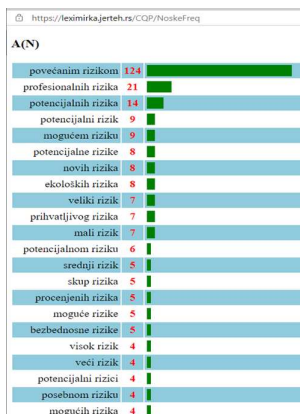 https://leximirka.jerteh.rs/CQP/NoskeFreq
A(N)
povećanim rizikom 124
profesionalnih rizika 21
potencijalnih rizika 14
potencijalni rizik 9
mogućem riziku 9
potencijalne rizike 8
novih rizika 8
ekoloških rizika 8
veliki rizik 7
prihvatljivog rizika 7
mali rizik 7
potencijalnom riziku 6
srednji rizik 5
skup rizika 5
procenjenih rizika 5
moguće rizike 5
bezbednosne rizike 5
visok rizik 4
veći rizik 4
potencijalni rizici 4
posebnom riziku 4
mogućih rizika 4